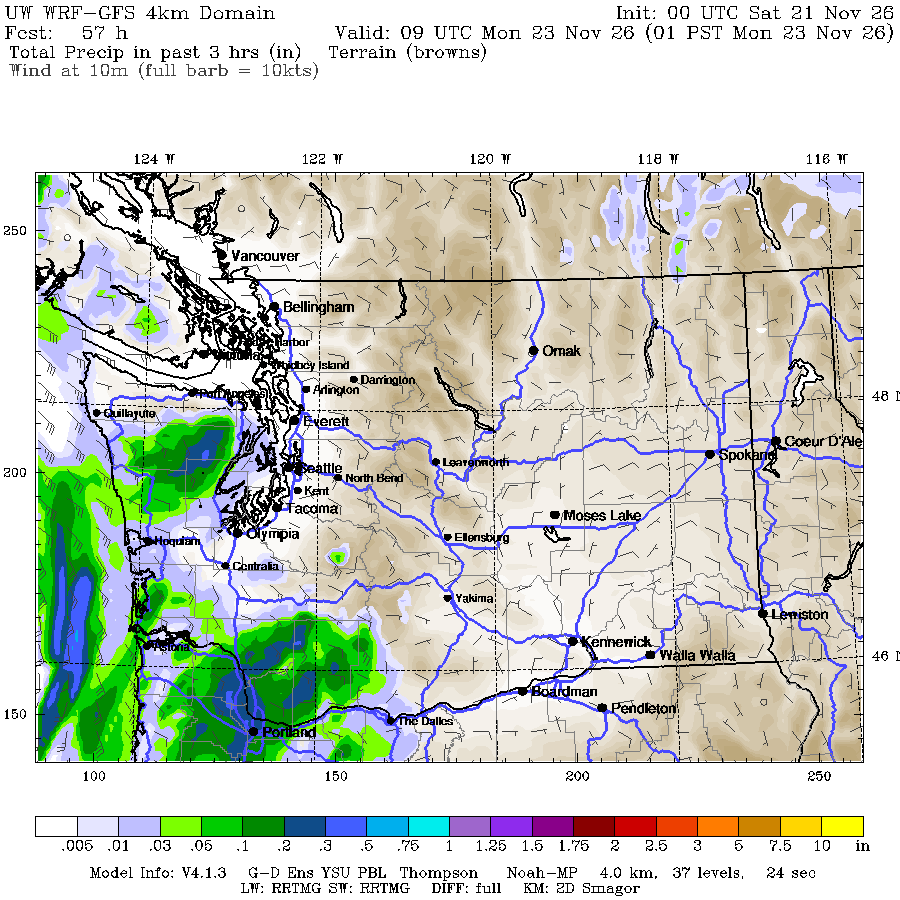 UW WRF-GFS 4km Domain Init: 00 UTC Sat 21 Nov 26
Fcst: 57 h Valid: 09 UTC Mon 23 Nov 26 (01 PST Mon 23 Nov 26)
Total Precip in past 3 hrs (in) Terrain (browns)
Wind at 10m (full barb = 10kts)
124 W 122 W 120 W 118 W 116 W
250
Vancouver
Bellingham
Harbor
Omak
Whidbey Island
Darrington
Port Angeles
Arlington
48 N
Quillayute
Everett
Coeur D'Ale
Spokane
Leavenworth
200
Seattle
North Bend
Kent
Tacoma
Moses Lake
Olympia
Hoquiam
Ellensburg
Centralia
Yakima
Lewiston
Astoria
Kennewick
Walla Walla
46 N
Boardman
Pendleton
150
The Dalles
Portland
100 150 200 250
.005 .01 .03 .05 .1 .2 .3 .5 .75 1 1.25 1.5 1.75 2 2.5 3 5 7.5 10 in
Model Info: V4.1.3 G-D Ens YSU PBL Thompson Noah-MP 4.0 km, 37 levels, 24 sec
LW: RRTMG SW: RRTMG DIFF: full KM: 2D Smagor